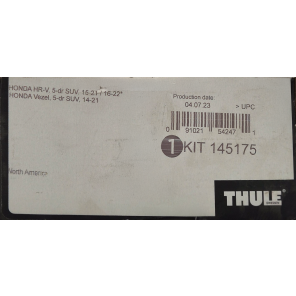 HONDA HR-V, 5-dr SUV, 15-21 / 16-22*
HONDA Vezel, 5-dr SUV, 14-21
Production date:
04.07.23
> UPC
0 91021 54247 1
1 KIT 145175
North America
THULE